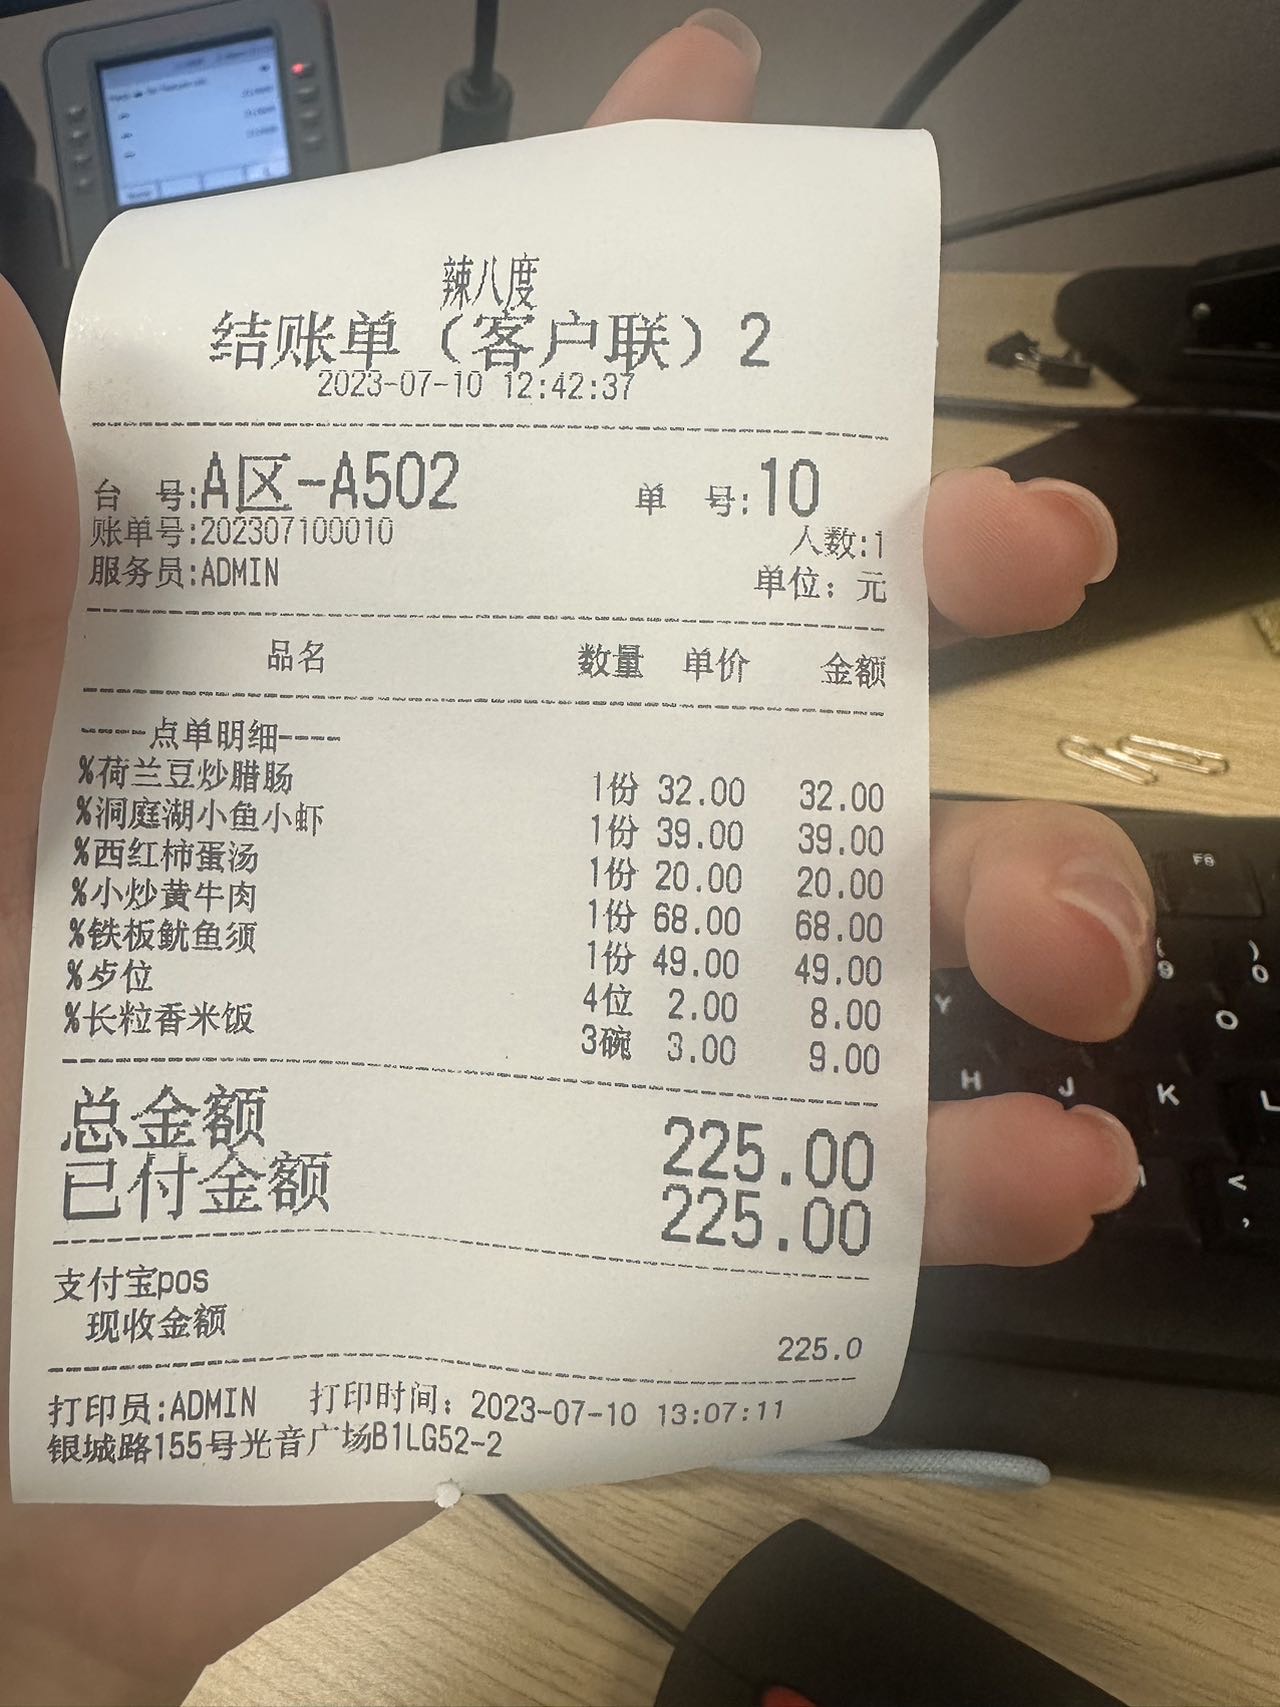 辣八度
结账单（客户联）2
2023-07-10 12:42:37
台 号:A区-A502 单 号:10
账单号:202307100010 人数:1
服务员:ADMIN 单位：元
品名 数量 单价 金额
----点单明细----
%荷兰豆炒腊肠 1份 32.00 32.00
%洞庭湖小鱼小虾 1份 39.00 39.00
%西红柿蛋汤 1份 20.00 20.00
%小炒黄牛肉 1份 68.00 68.00
%铁板鱿鱼须 1份 49.00 49.00
%歺位 4位 2.00 8.00
%长粒香米饭 3碗 3.00 9.00
总金额 225.00
已付金额 225.00
支付宝pos
现收金额 225.0
打印员:ADMIN 打印时间：2023-07-10 13:07:11
银城路155号光音广场B1LG52-2
F8
Y
O
H J K L
<
,